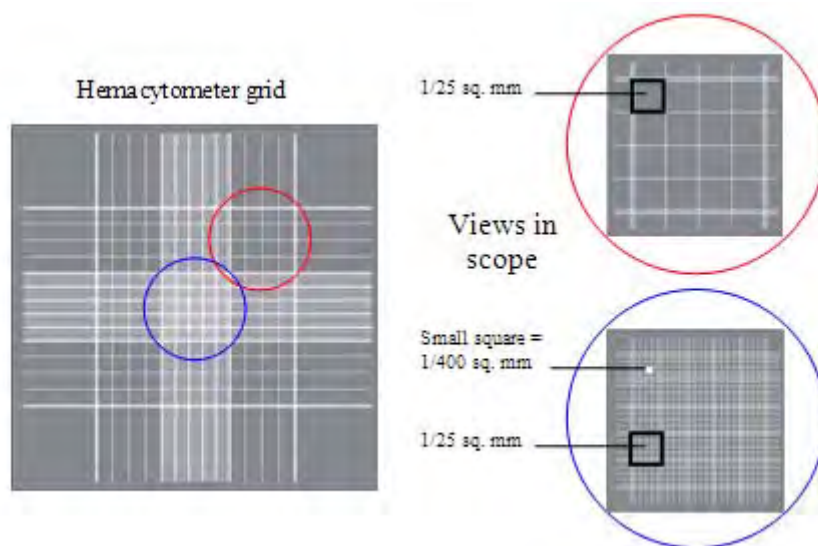 Hemacytometer grid
1/25 sq. mm
Views in
scope
Small square =
1/400 sq. mm
1/25 sq. mm